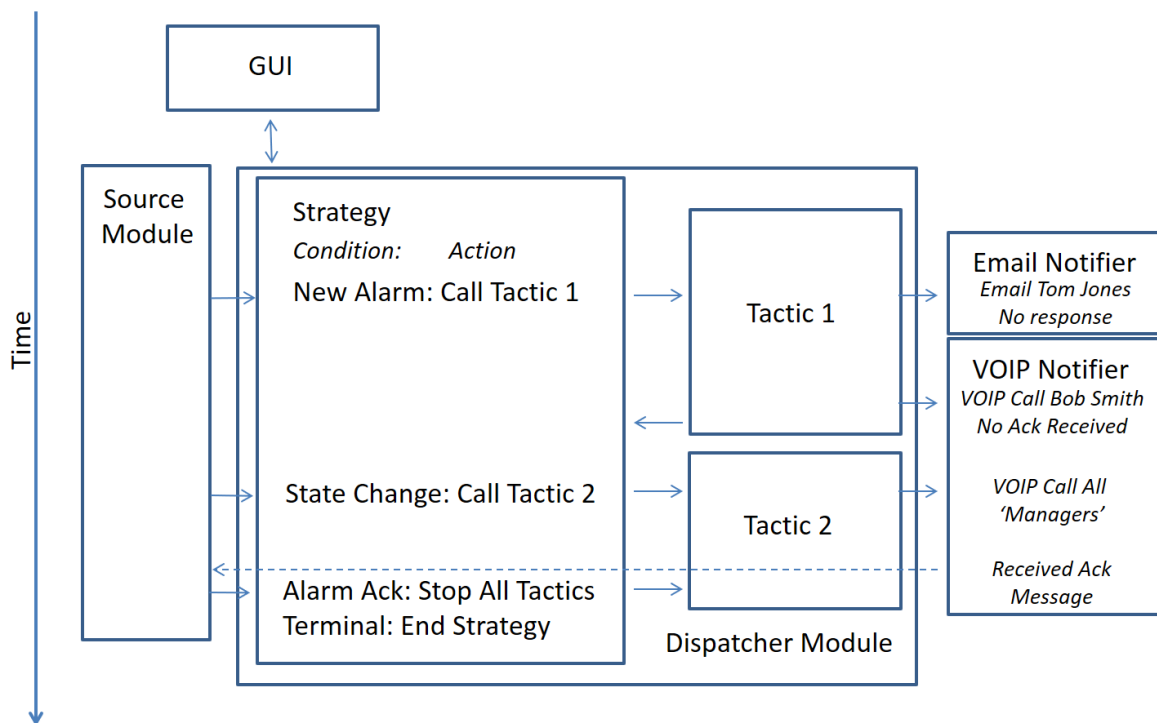 GUI
Time
Source
Module
Strategy
Condition: Action
New Alarm: Call Tactic 1
State Change: Call Tactic 2
Alarm Ack: Stop All Tactics
Terminal: End Strategy
Tactic 1
Tactic 2
Dispatcher Module
Email Notifier
Email Tom Jones
No response
VOIP Notifier
VOIP Call Bob Smith
No Ack Received
VOIP Call All
‘Managers’
Received Ack
Message